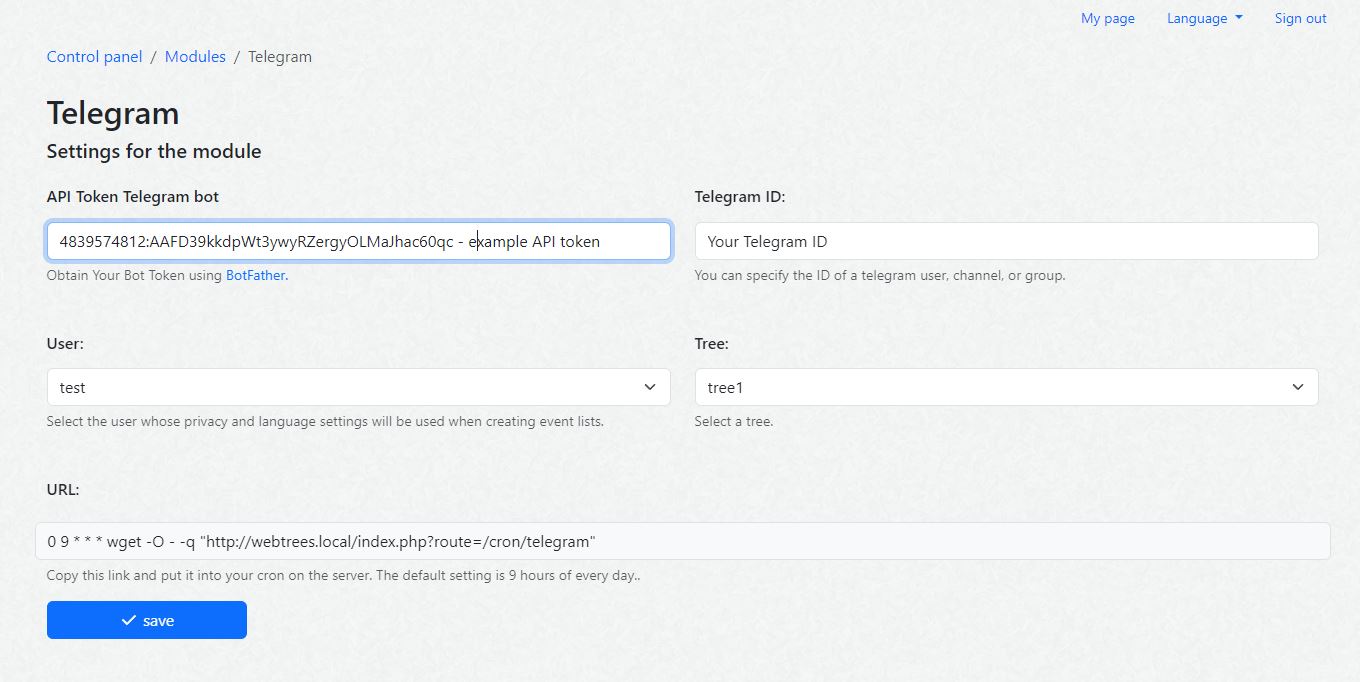 My page Language Sign out
Control panel / Modules / Telegram
Telegram
Settings for the module
API Token Telegram bot
4839574812:AAFD39kkdpWt3ywyRZergyOLMaJhac60qc - example API token
Obtain Your Bot Token using BotFather.
Telegram ID:
Your Telegram ID
You can specify the ID of a telegram user, channel, or group.
User:
test
Select the user whose privacy and language settings will be used when creating event lists.
Tree:
tree1
Select a tree.
URL:
0 9 * * * wget -O - -q "http://webtrees.local/index.php?route=/cron/telegram"
Copy this link and put it into your cron on the server. The default setting is 9 hours of every day..
save